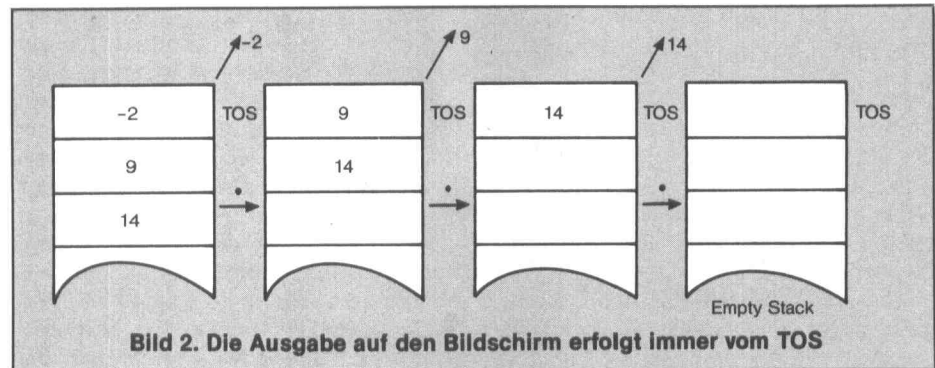 -2 9 14
-2 TOS 9 TOS 14 TOS TOS
9 14
14
Empty Stack
Bild 2. Die Ausgabe auf den Bildschirm erfolgt immer vom TOS